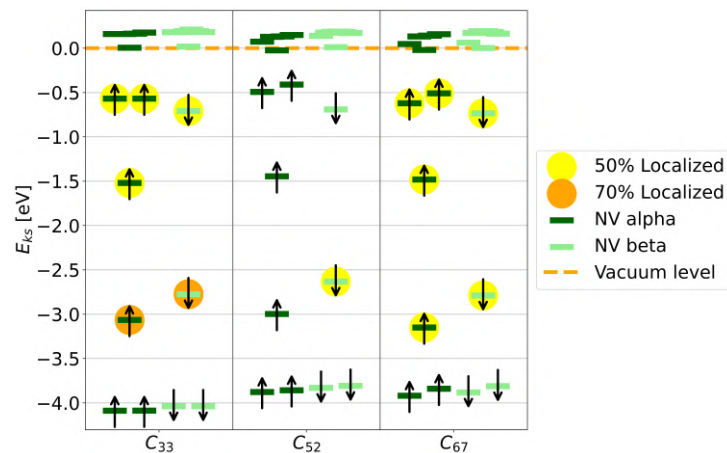 0.0
−0.5
−1.0
−1.5
−2.0
−2.5
−3.0
−3.5
−4.0
E_ks [eV]
C_33
C_52
C_67
50% Localized
70% Localized
NV alpha
NV beta
Vacuum level